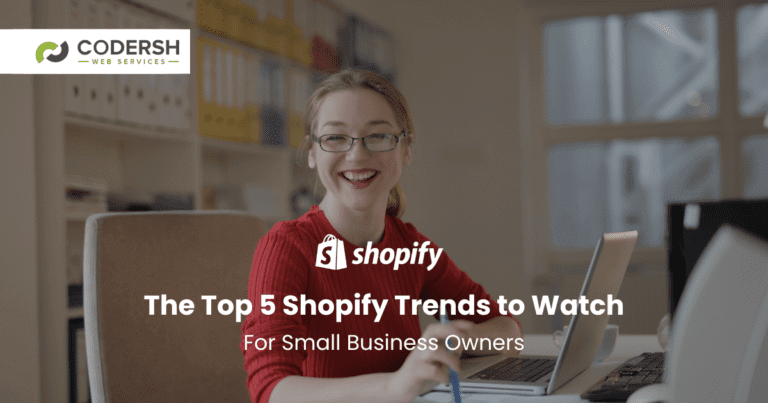 CODERSH
WEB SERVICES
shopify
The Top 5 Shopify Trends to Watch
For Small Business Owners